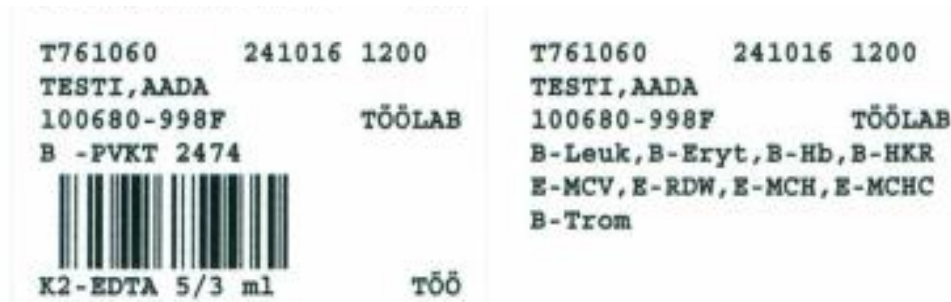 T761060 241016 1200
TESTI,AADA
100680-998F TÖÖLAB
B -PVKT 2474
K2-EDTA 5/3 ml TÖÖ
T761060 241016 1200
TESTI,AADA
100680-998F TÖÖLAB
B-Leuk,B-Eryt,B-Hb,B-HKR
E-MCV,E-RDW,E-MCH,E-MCHC
B-Trom